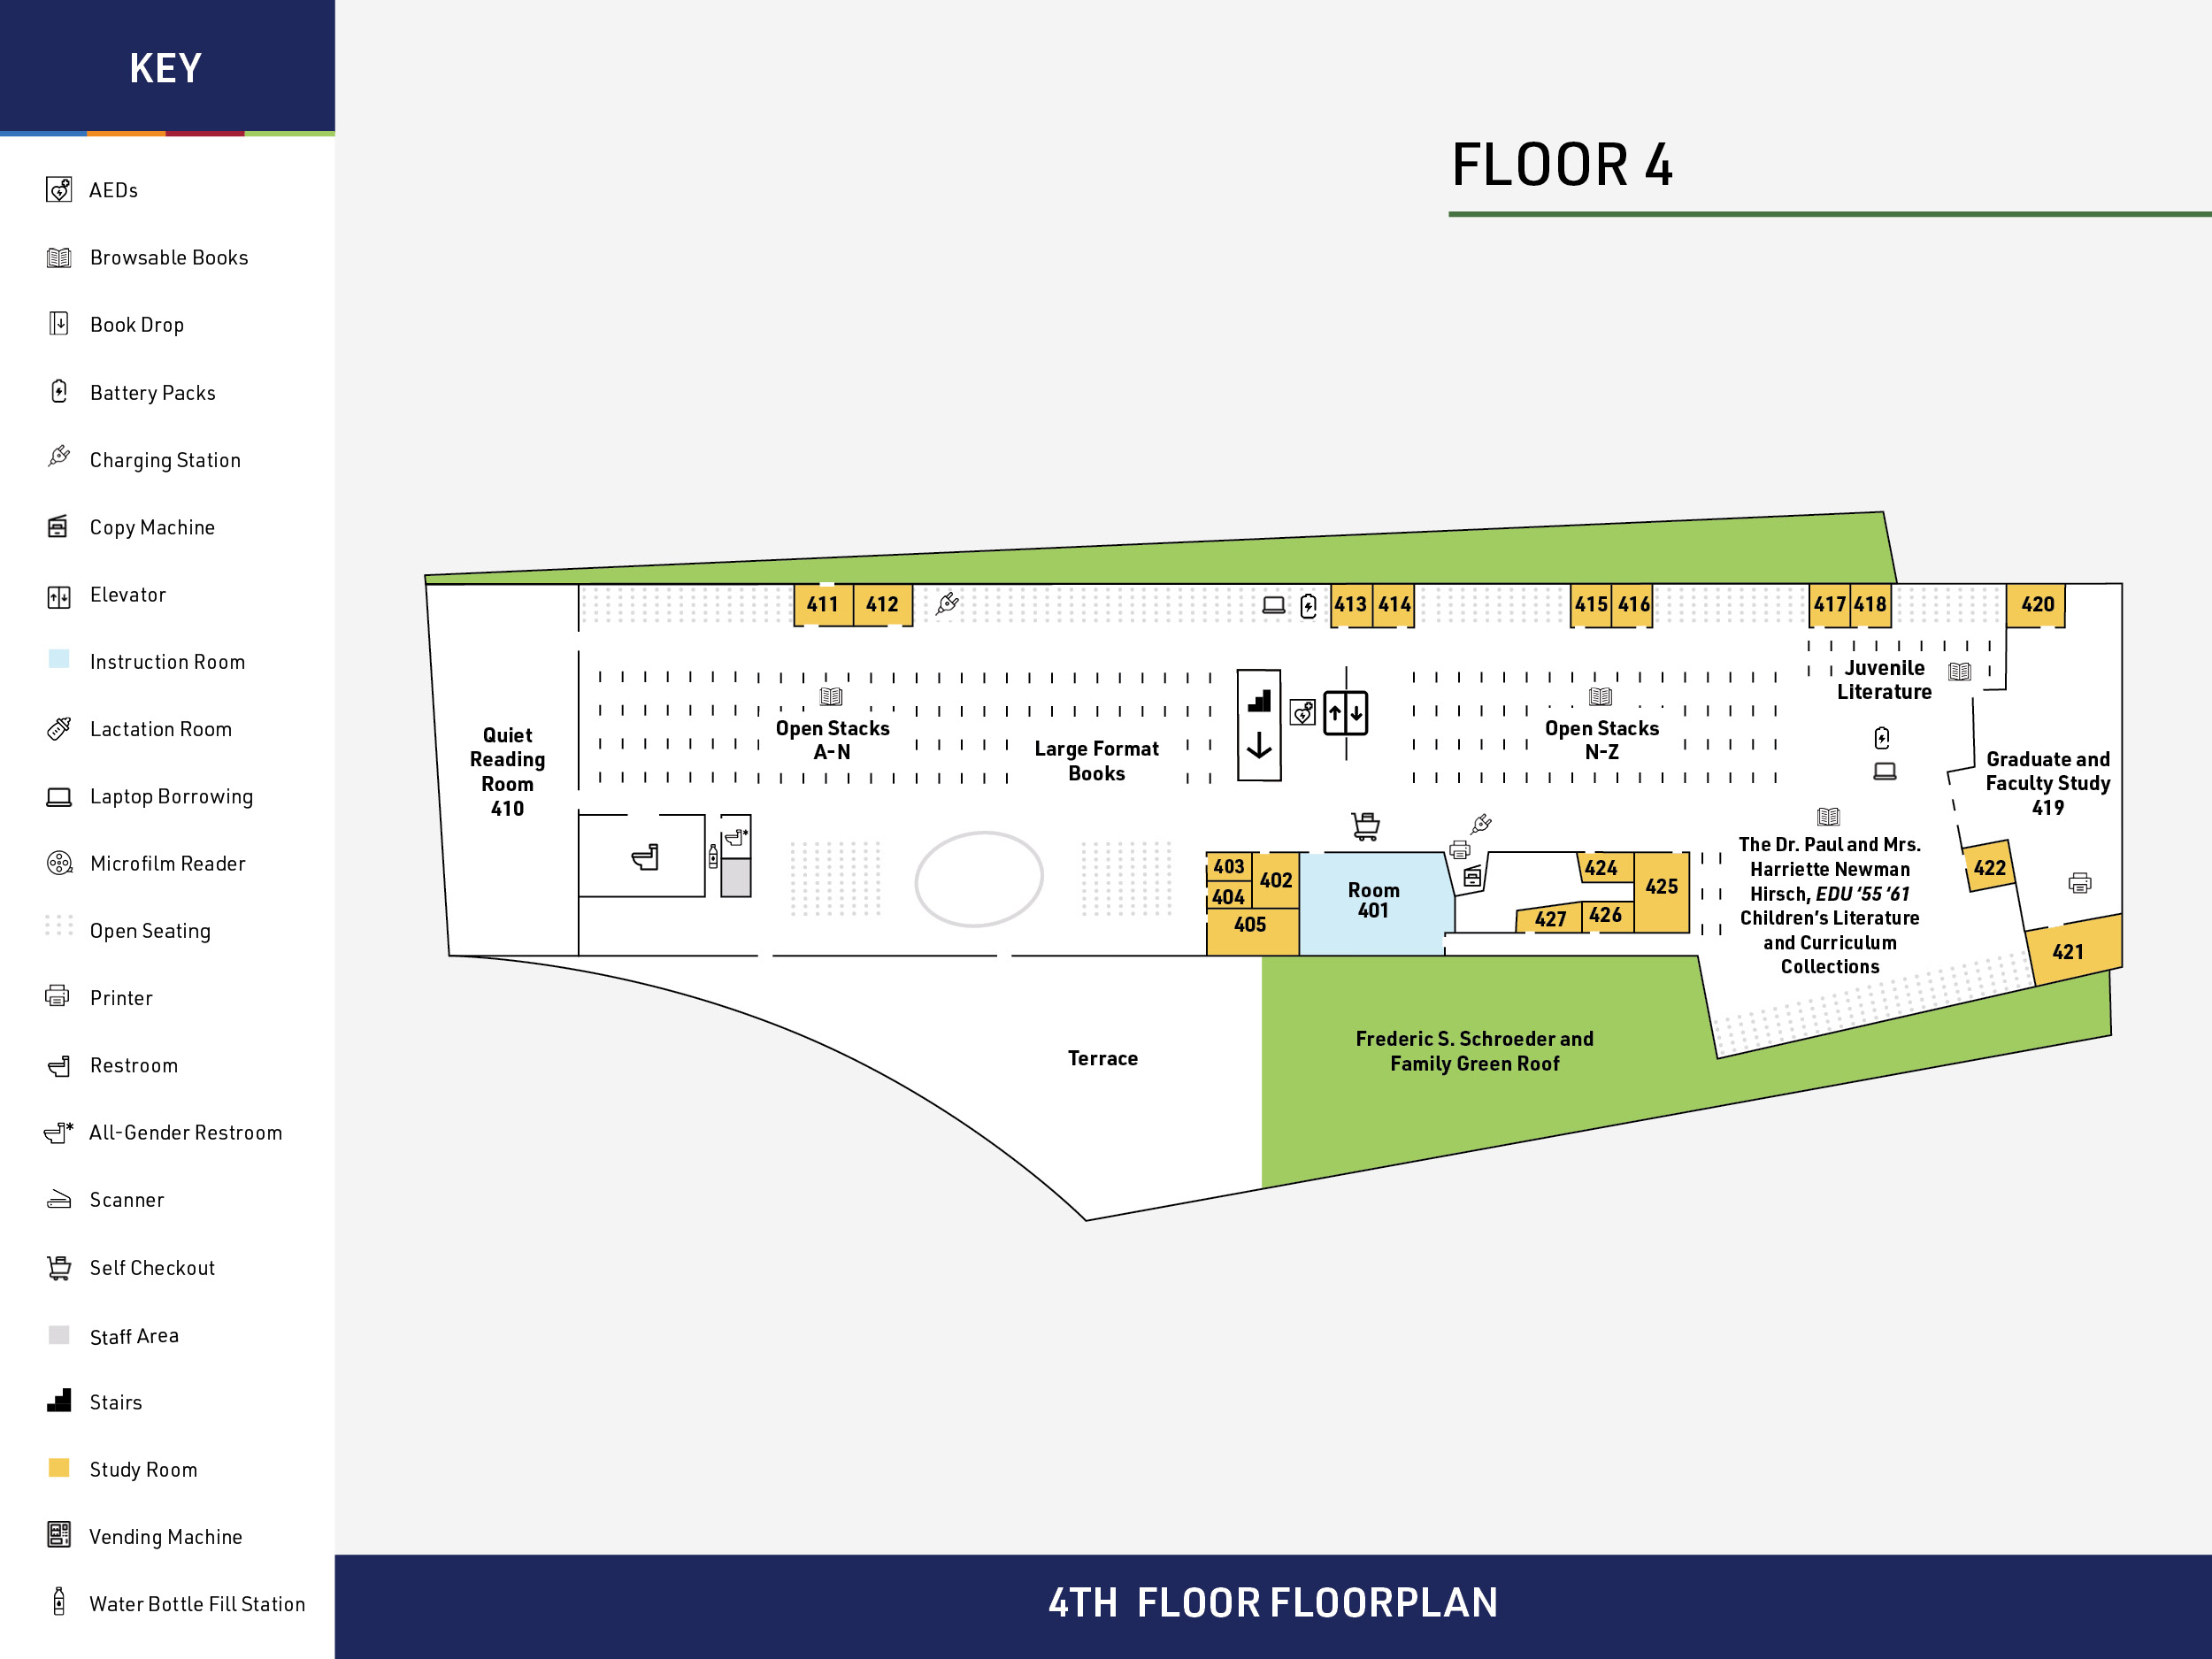 KEY
AEDs
Browsable Books
Book Drop
Battery Packs
Charging Station
Copy Machine
Elevator
Instruction Room
Lactation Room
Laptop Borrowing
Microfilm Reader
Open Seating
Printer
Restroom
All-Gender Restroom
Scanner
Self Checkout
Staff Area
Stairs
Study Room
Vending Machine
Water Bottle Fill Station
FLOOR 4
411
412
413
414
415
416
417
418
420
Quiet
Reading
Room
410
Open Stacks
A-N
Large Format
Books
Open Stacks
N-Z
Juvenile
Literature
Graduate and
Faculty Study
419
403
404
402
405
Room
401
424
425
427
426
The Dr. Paul and Mrs.
Harriette Newman
Hirsch, EDU ‘55 ‘61
Children’s Literature
and Curriculum
Collections
422
421
Terrace
Frederic S. Schroeder and
Family Green Roof
4TH FLOOR FLOORPLAN